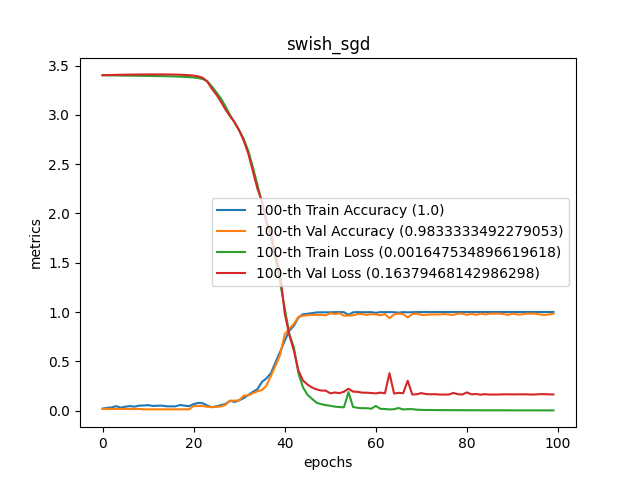 swish_sgd
metrics
3.5
3.0
2.5
2.0
1.5
1.0
0.5
0.0
100-th Train Accuracy (1.0)
100-th Val Accuracy (0.9833333492279053)
100-th Train Loss (0.001647534896619618)
100-th Val Loss (0.16379468142986298)
0 20 40 60 80 100
epochs